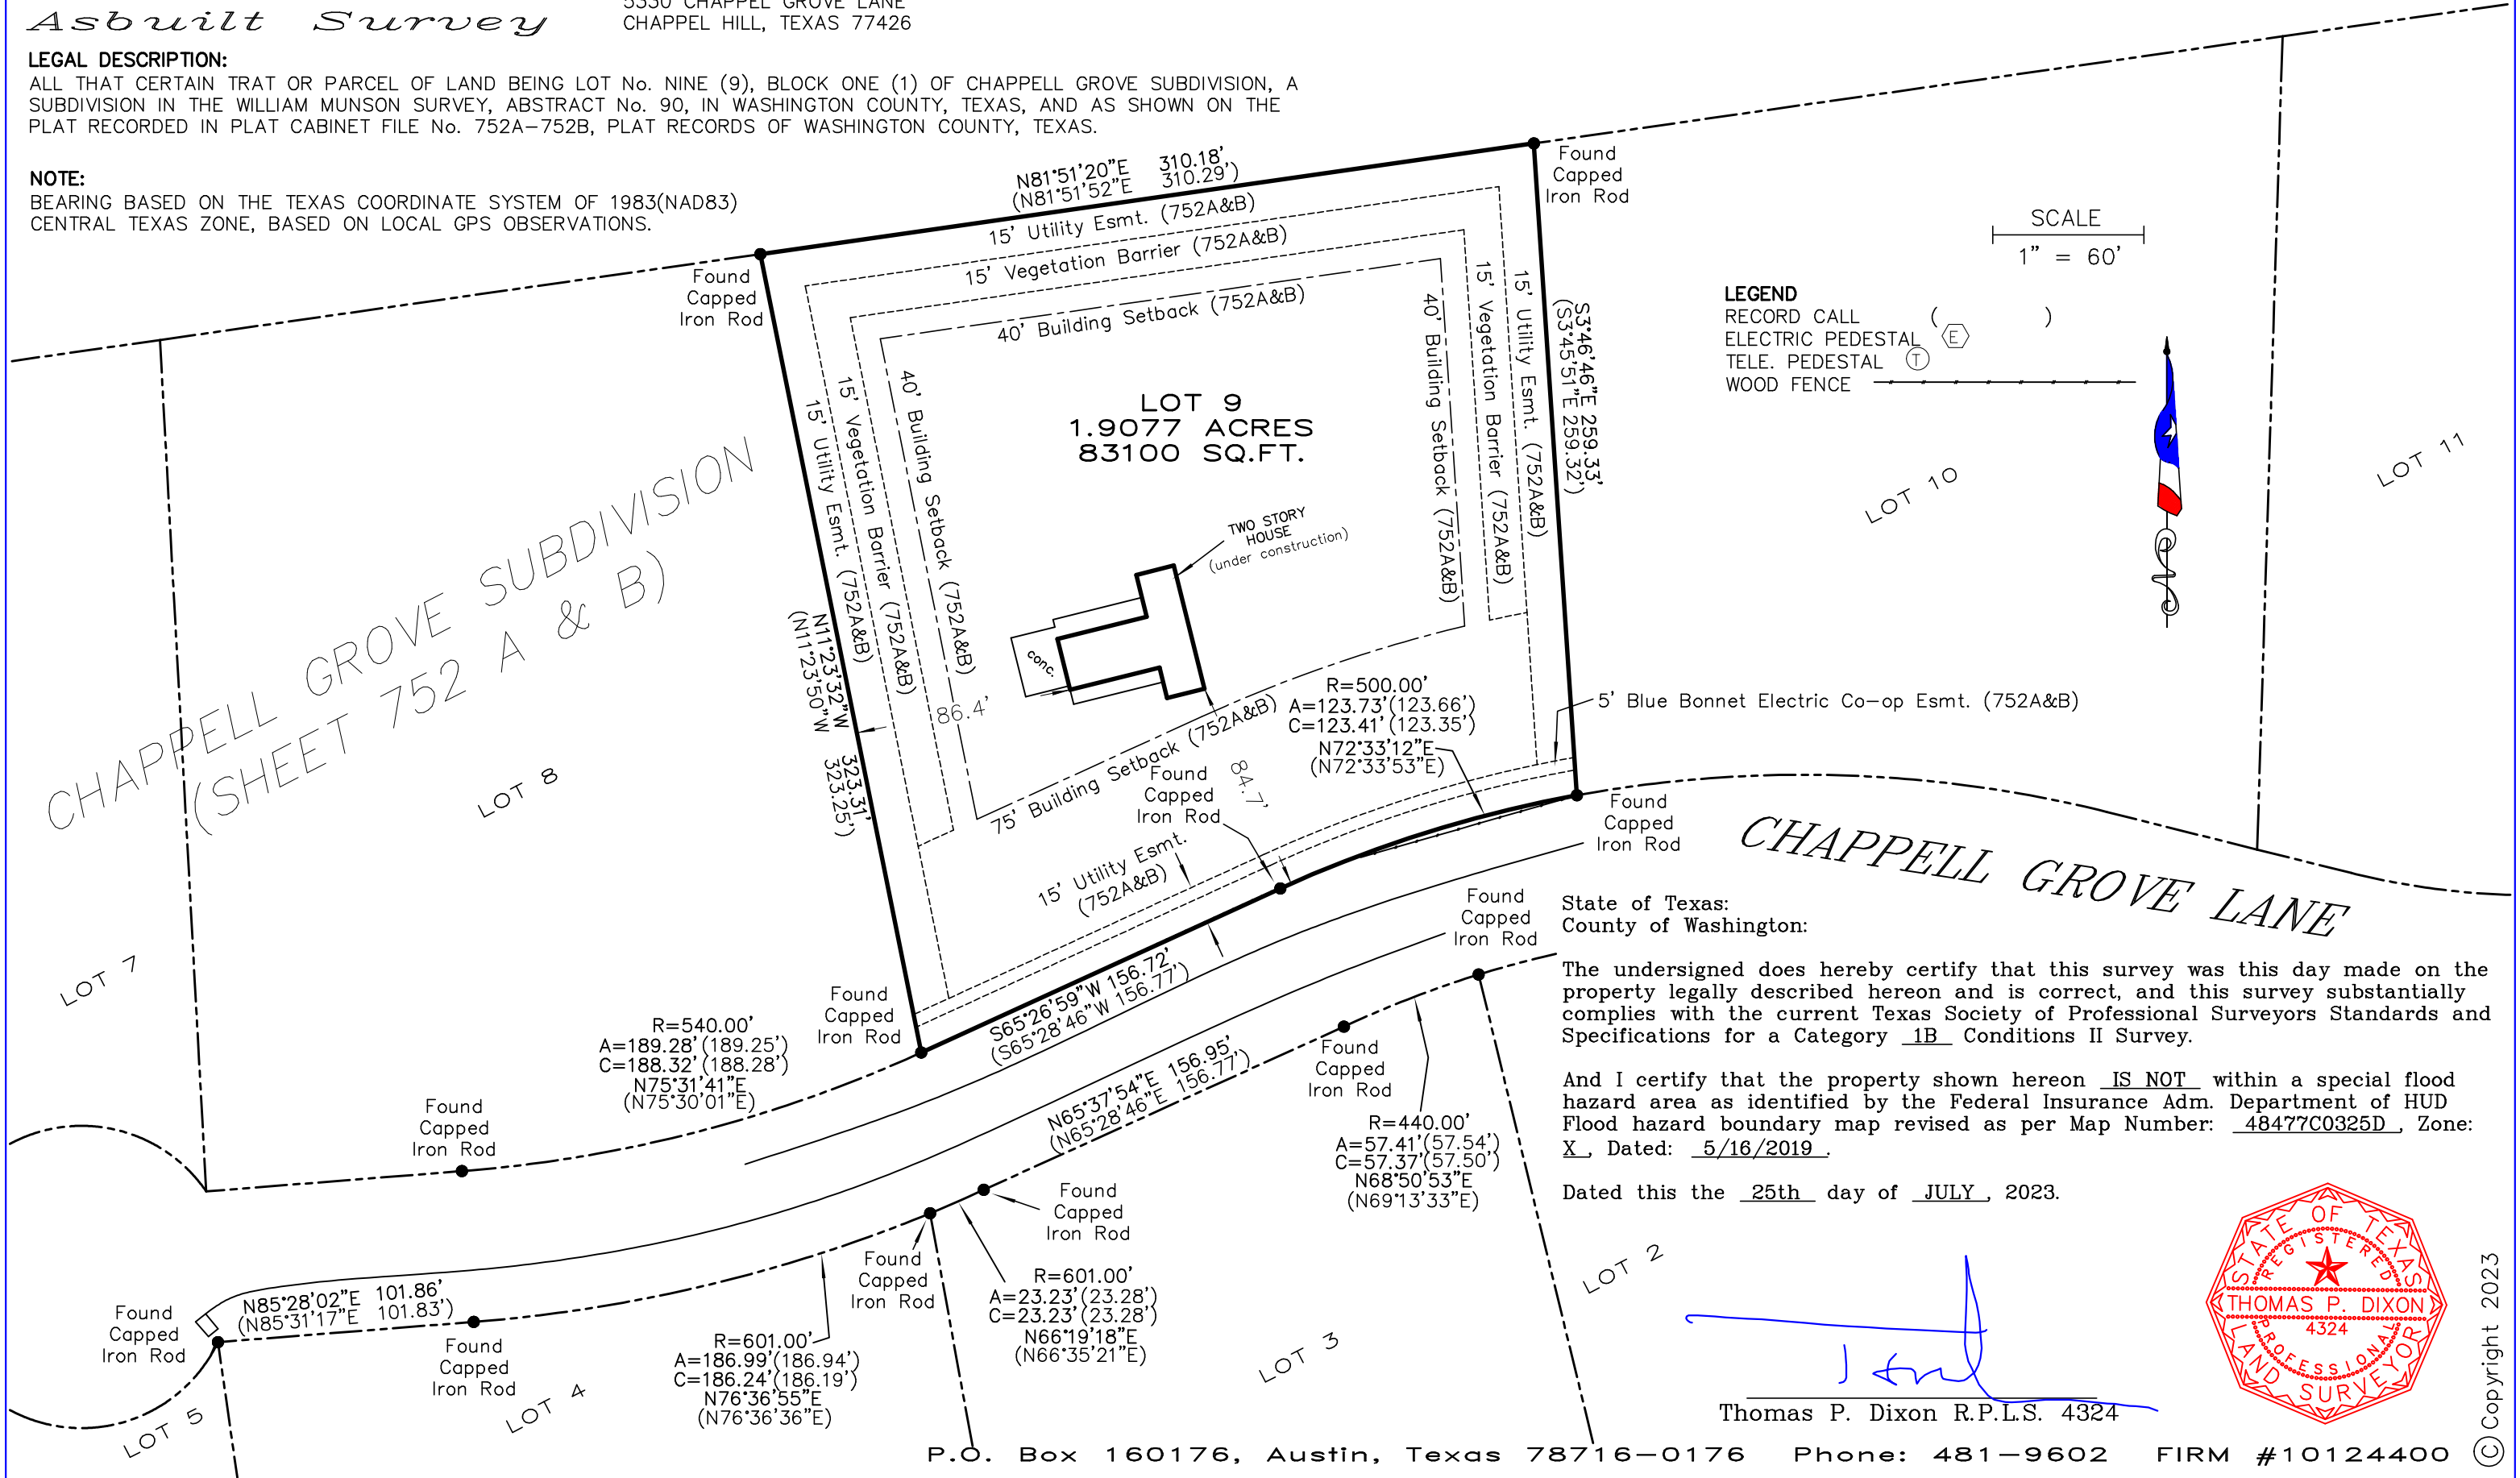 Asbuilt Survey
5330 CHAPPEL GROVE LANE
CHAPPEL HILL, TEXAS 77426
LEGAL DESCRIPTION:
ALL THAT CERTAIN TRAT OR PARCEL OF LAND BEING LOT No. NINE (9), BLOCK ONE (1) OF CHAPPELL GROVE SUBDIVISION, A
SUBDIVISION IN THE WILLIAM MUNSON SURVEY, ABSTRACT No. 90, IN WASHINGTON COUNTY, TEXAS, AND AS SHOWN ON THE
PLAT RECORDED IN PLAT CABINET FILE No. 752A-752B, PLAT RECORDS OF WASHINGTON COUNTY, TEXAS.
NOTE:
BEARING BASED ON THE TEXAS COORDINATE SYSTEM OF 1983(NAD83)
CENTRAL TEXAS ZONE, BASED ON LOCAL GPS OBSERVATIONS.
N81°51'20"E 310.18'
(N81°51'52"E 310.29')
Found
Capped
Iron Rod
Found
Capped
Iron Rod
15' Utility Esmt. (752A&B)
15' Vegetation Barrier (752A&B)
40' Building Setback (752A&B)
SCALE
1" = 60'
LEGEND
RECORD CALL ( )
ELECTRIC PEDESTAL E
TELE. PEDESTAL T
WOOD FENCE
15' Utility Esmt. (752A&B)
15' Vegetation Barrier (752A&B)
40' Building Setback (752A&B)
LOT 9
1.9077 ACRES
83100 SQ.FT.
40' Building Setback (752A&B)
15' Vegetation Barrier (752A&B)
15' Utility Esmt. (752A&B)
S3°46'46"E 259.33'
(S3°45'51"E 259.32')
LOT 10
LOT 11
CHAPPELL GROVE SUBDIVISION
(SHEET 752 A & B)
TWO STORY
HOUSE
(under construction)
conc.
N11°23'32"W 323.31'
(N11°23'50"W 323.25')
86.4'
75' Building Setback (752A&B)
84.7'
R=500.00'
A=123.73'(123.66')
C=123.41'(123.35')
N72°33'12"E
(N72°33'53"E)
5' Blue Bonnet Electric Co-op Esmt. (752A&B)
Found
Capped
Iron Rod
Found
Capped
Iron Rod
LOT 8
LOT 7
15' Utility Esmt.
(752A&B)
CHAPPELL GROVE LANE
Found
Capped
Iron Rod
Found
Capped
Iron Rod
S65°26'59"W 156.72'
(S65°28'46"W 156.77')
R=540.00'
A=189.28'(189.25')
C=188.32'(188.28')
N75°31'41"E
(N75°30'01"E)
Found
Capped
Iron Rod
N65°37'54"E 156.95'
(N65°28'46"E 156.77')
Found
Capped
Iron Rod
R=440.00'
A=57.41'(57.54')
C=57.37'(57.50')
N68°50'53"E
(N69°13'33"E)
State of Texas:
County of Washington:
The undersigned does hereby certify that this survey was this day made on the
property legally described hereon and is correct, and this survey substantially
complies with the current Texas Society of Professional Surveyors Standards and
Specifications for a Category 1B Conditions II Survey.
And I certify that the property shown hereon IS NOT within a special flood
hazard area as identified by the Federal Insurance Adm. Department of HUD
Flood hazard boundary map revised as per Map Number: 48477C0325D, Zone:
X, Dated: 5/16/2019.
Dated this the 25th day of JULY, 2023.
Found
Capped
Iron Rod
Found
Capped
Iron Rod
R=601.00'
A=23.23'(23.28')
C=23.23'(23.28')
N66°19'18"E
(N66°35'21"E)
R=601.00'
A=186.99'(186.94')
C=186.24'(186.19')
N76°36'55"E
(N76°36'36"E)
N85°28'02"E 101.86'
(N85°31'17"E 101.83')
Found
Capped
Iron Rod
Found
Capped
Iron Rod
LOT 5
LOT 4
LOT 3
LOT 2
STATE OF TEXAS
REGISTERED
THOMAS P. DIXON
4324
PROFESSIONAL
LAND SURVEYOR
Thomas P. Dixon R.P.L.S. 4324
P.O. Box 160176, Austin, Texas 78716-0176 Phone: 481-9602 FIRM #10124400
© Copyright 2023